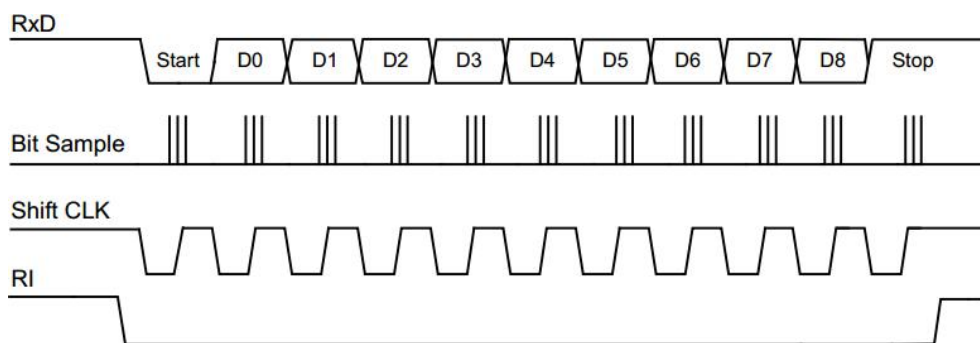 RxD
Start D0 D1 D2 D3 D4 D5 D6 D7 D8 Stop
Bit Sample
Shift CLK
RI